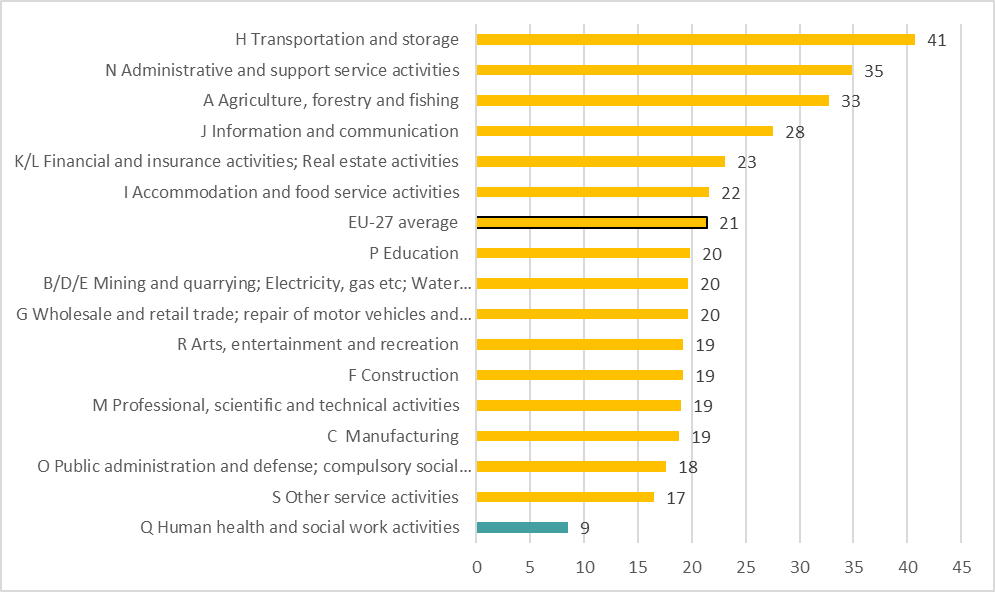 H Transportation and storage 41
N Administrative and support service activities 35
A Agriculture, forestry and fishing 33
J Information and communication 28
K/L Financial and insurance activities; Real estate activities 23
I Accommodation and food service activities 22
EU-27 average 21
P Education 20
B/D/E Mining and quarrying; Electricity, gas etc; Water... 20
G Wholesale and retail trade; repair of motor vehicles and... 20
R Arts, entertainment and recreation 19
F Construction 19
M Professional, scientific and technical activities 19
C  Manufacturing 19
O Public administration and defense; compulsory social... 18
S Other service activities 17
Q Human health and social work activities 9
0 5 10 15 20 25 30 35 40 45